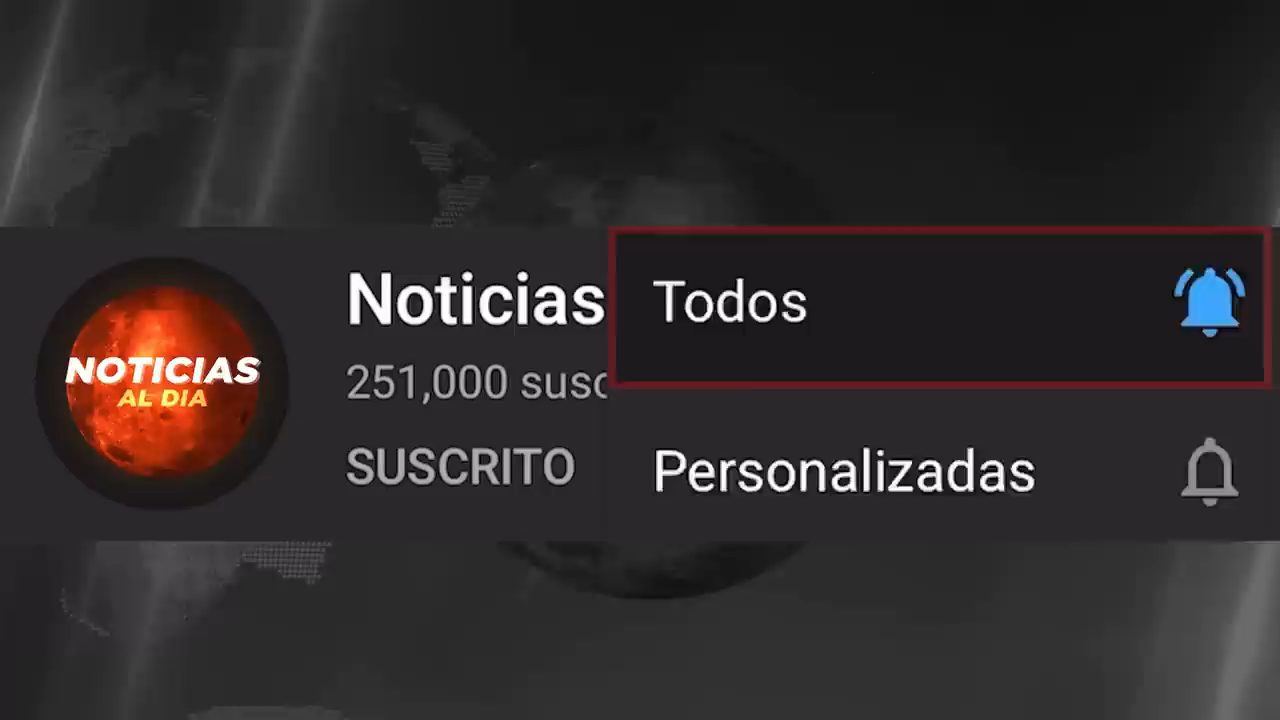 NOTICIAS
AL DIA
Noticias
251,000 susc
SUSCRITO
Todos
Personalizadas